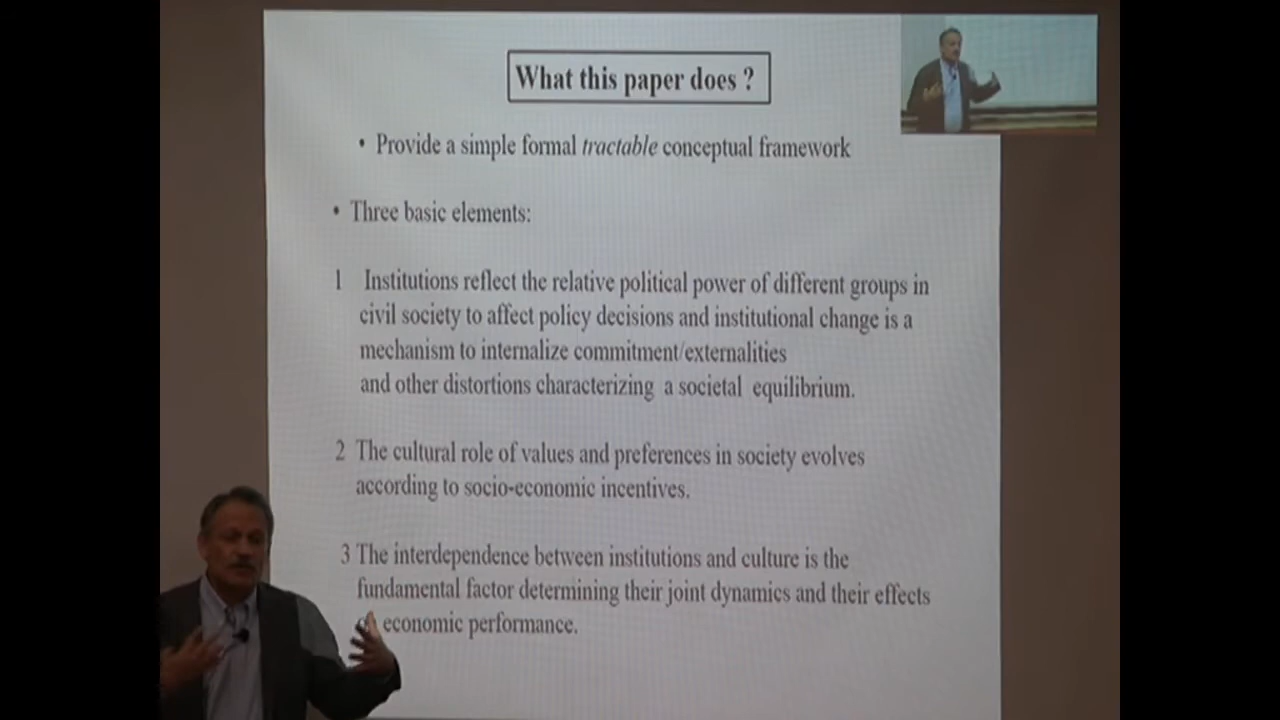 What this paper does ?
• Provide a simple formal tractable conceptual framework
• Three basic elements:
1 Institutions reflect the relative political power of different groups in
civil society to affect policy decisions and institutional change is a
mechanism to internalize commitment/externalities
and other distortions characterizing a societal equilibrium.
2 The cultural role of values and preferences in society evolves
according to socio-economic incentives.
3 The interdependence between institutions and culture is the
fundamental factor determining their joint dynamics and their effects
economic performance.